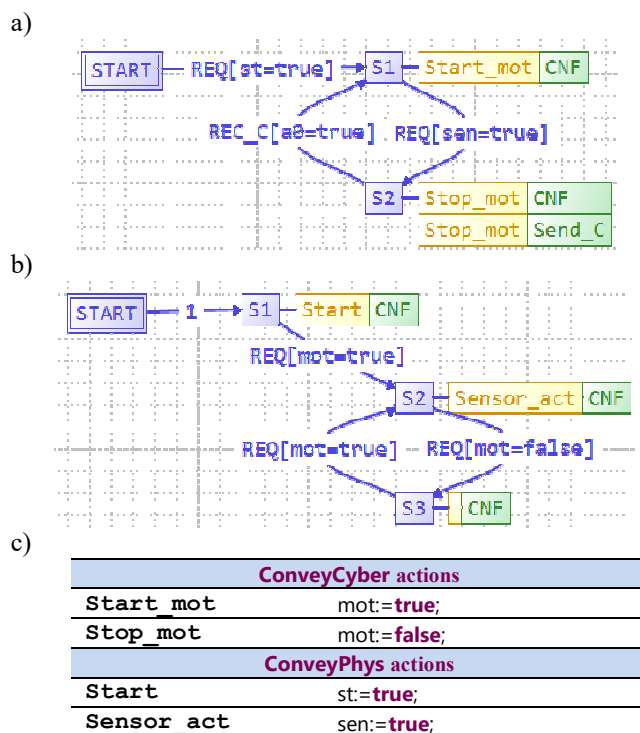 a)
START REQ[st=true] S1 Start_mot CNF
REC_C[a0=true] REQ[sen=true]
S2 Stop_mot CNF
Stop_mot Send_C
b)
START 1 S1 Start CNF
REQ[mot=true]
S2 Sensor_act CNF
REQ[mot=true] REQ[mot=false]
S3 CNF
c)
ConveyCyber actions
Start_mot mot:=true;
Stop_mot mot:=false;
ConveyPhys actions
Start st:=true;
Sensor_act sen:=true;